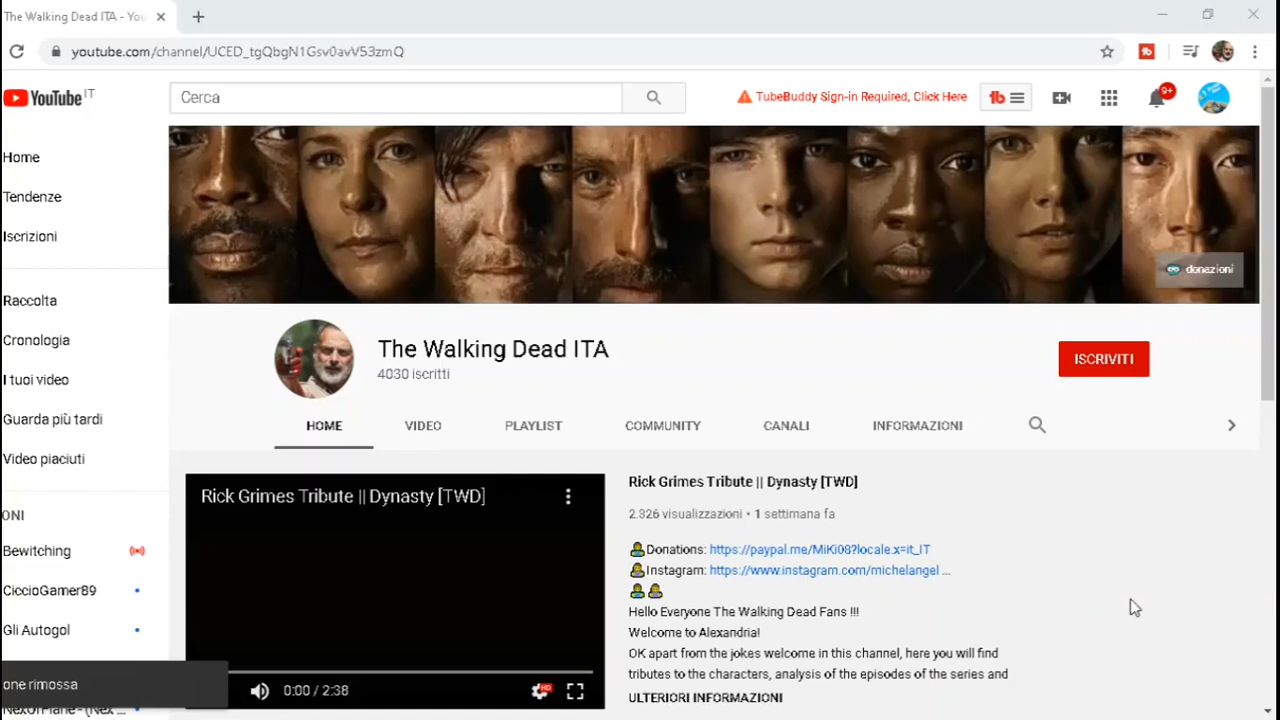 The Walking Dead ITA - You
youtube.com/channel/UCED_tgQbgN1Gsv0avV53zmQ
YouTube IT
Cerca
TubeBuddy Sign-in Required, Click Here
tb
9+
Home
Tendenze
Iscrizioni
Raccolta
Cronologia
I tuoi video
Guarda più tardi
Video piaciuti
ONI
Bewitching
CiccioGamer89
Gli Autogol
one rimossa
donazioni
The Walking Dead ITA
4030 iscritti
ISCRIVITI
HOME VIDEO PLAYLIST COMMUNITY CANALI INFORMAZIONI
Rick Grimes Tribute || Dynasty [TWD]
0:00 / 2:38
HD
Rick Grimes Tribute || Dynasty [TWD]
2.326 visualizzazioni • 1 settimana fa
Donations: https://paypal.me/MiKi08?locale.x=it_IT
Instagram: https://www.instagram.com/michelangel ...
Hello Everyone The Walking Dead Fans !!!
Welcome to Alexandria!
OK apart from the jokes welcome in this channel, here you will find
tributes to the characters, analysis of the episodes of the series and
ULTERIORI INFORMAZIONI